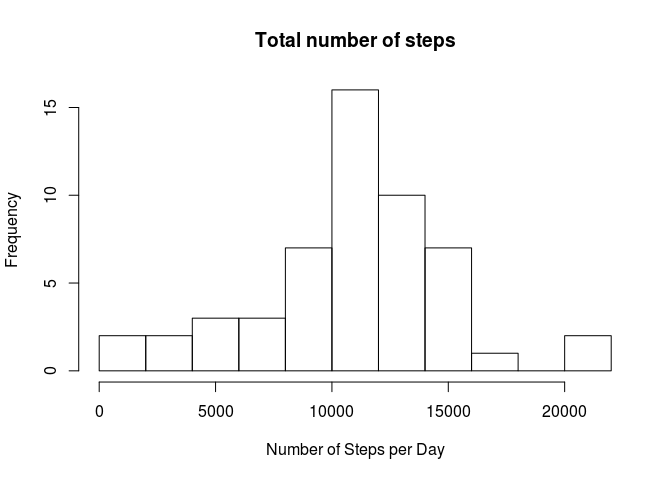 Total number of steps
Frequency
0
5
10
15
0 5000 10000 15000 20000
Number of Steps per Day